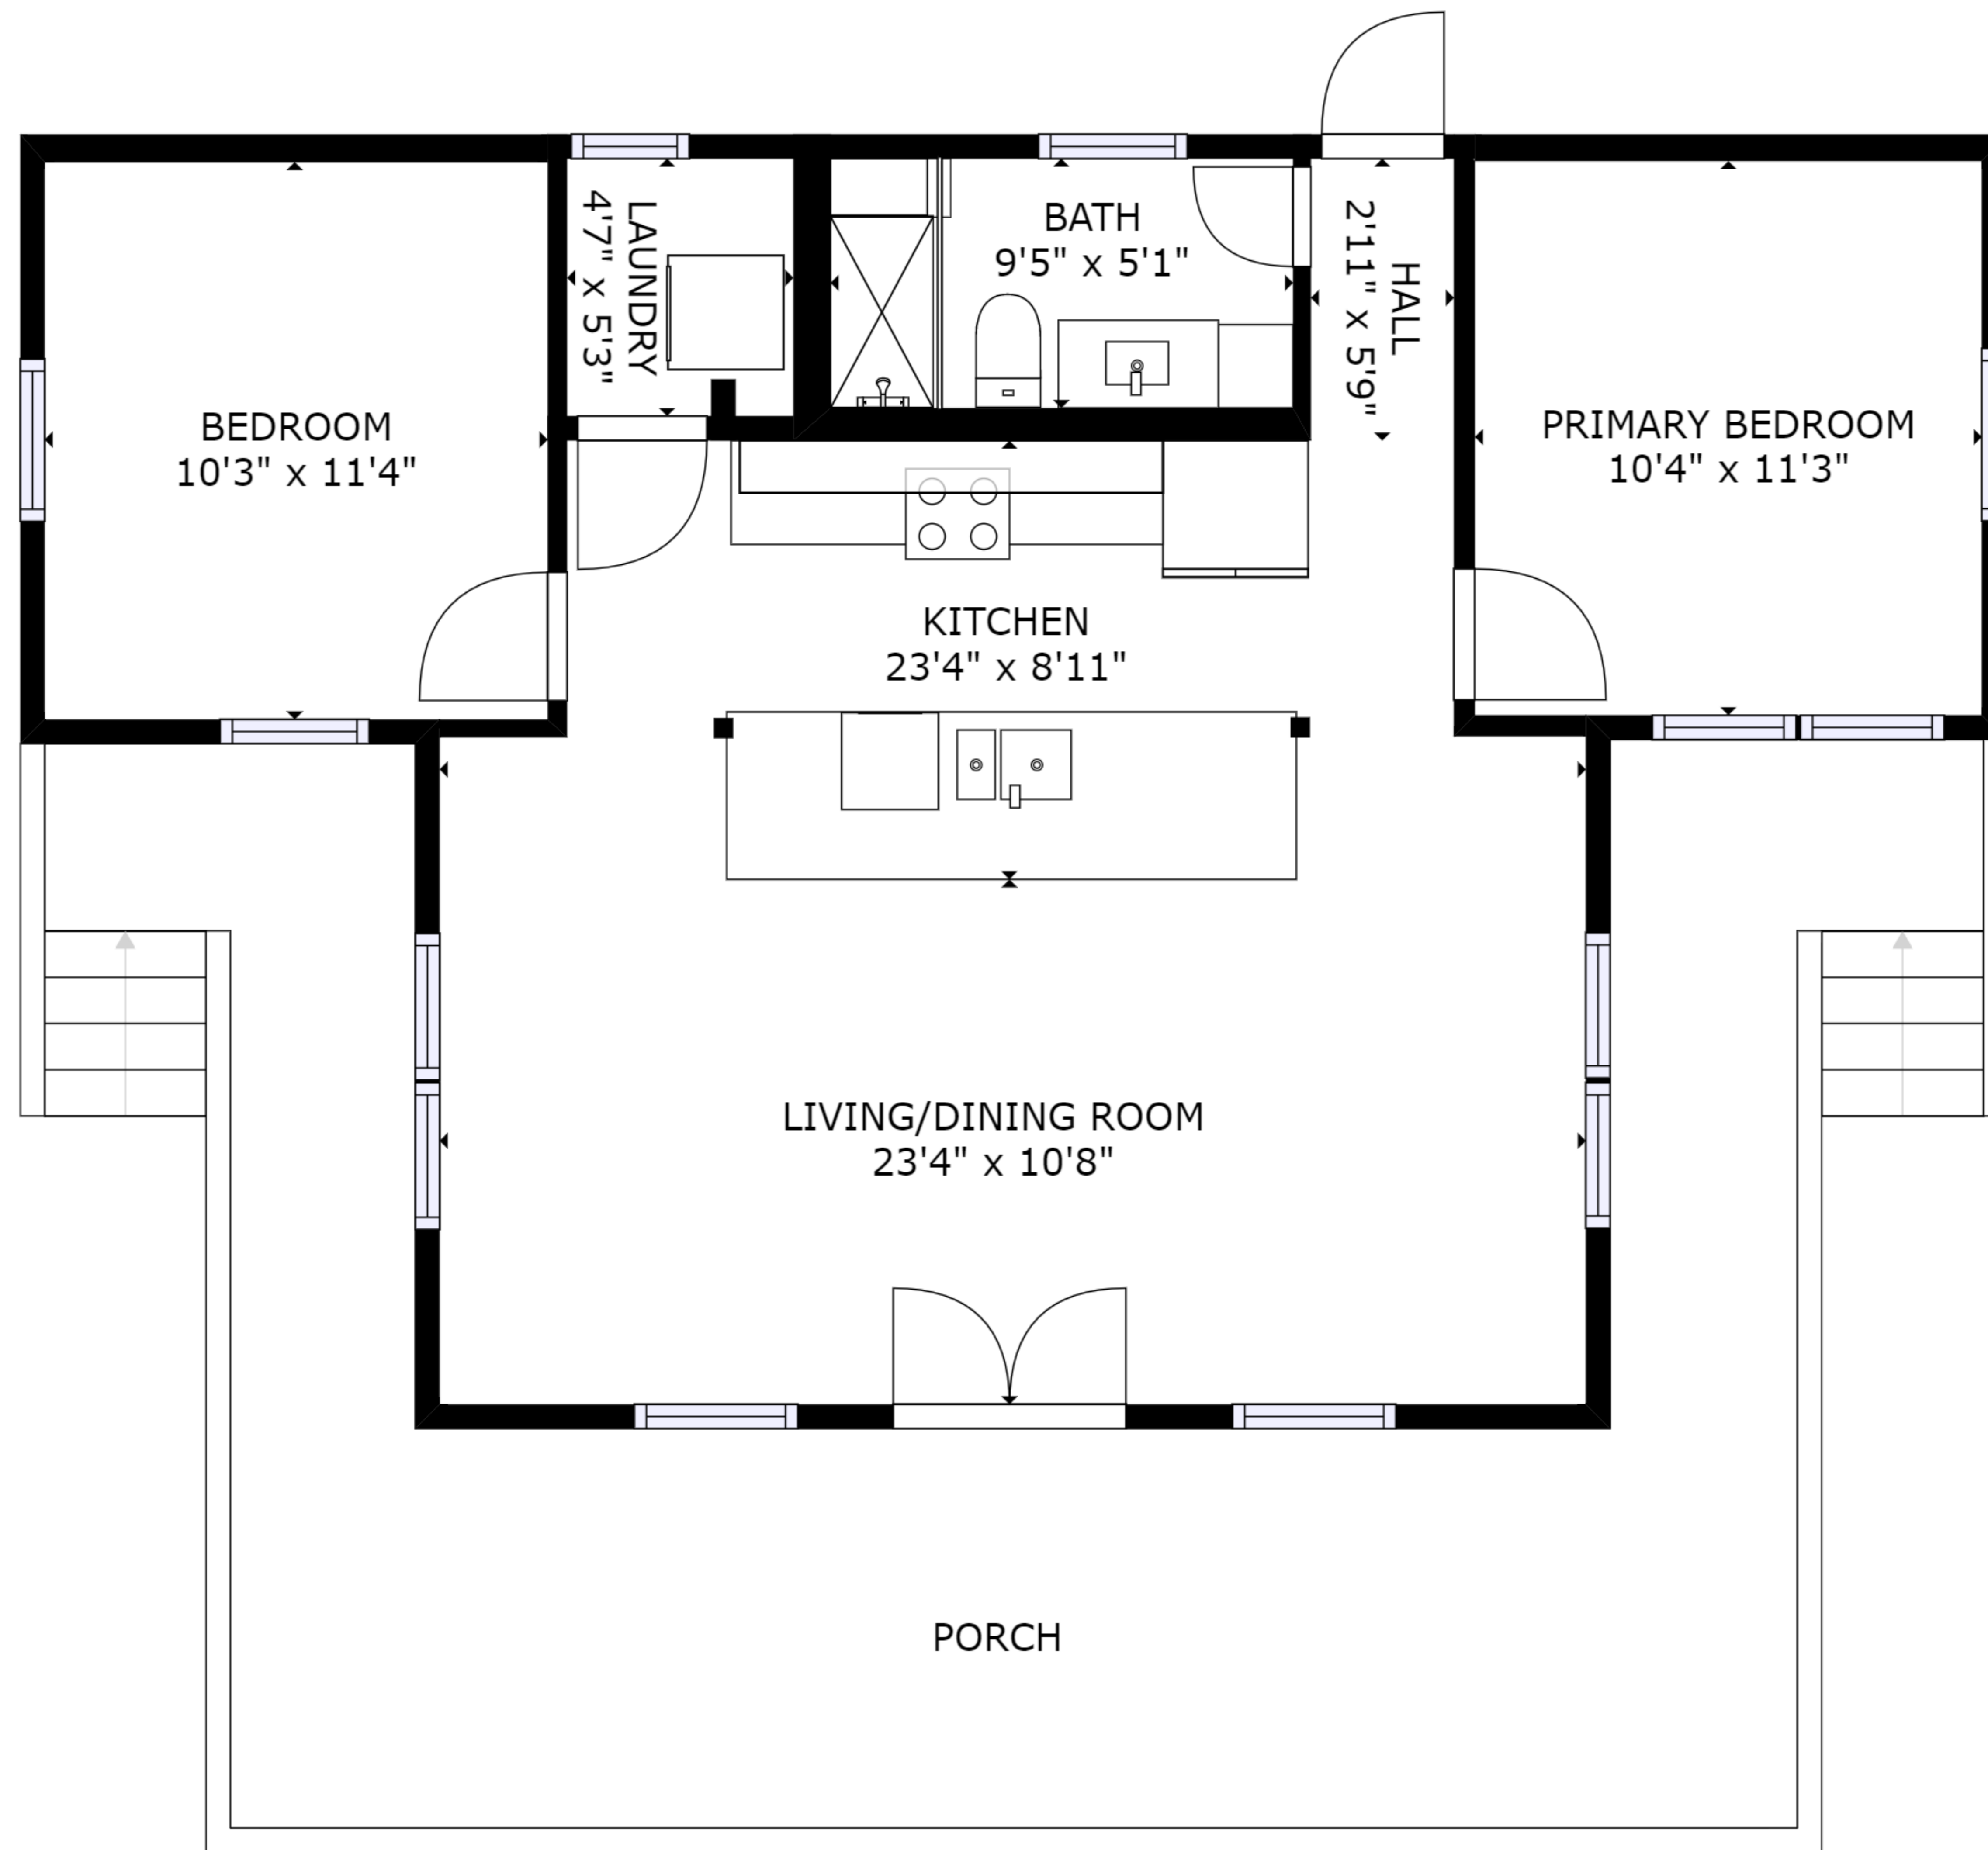 BEDROOM
10'3" x 11'4"
LAUNDRY
4'7" x 5'3"
BATH
9'5" x 5'1"
HALL
2'11" x 5'9"
PRIMARY BEDROOM
10'4" x 11'3"
KITCHEN
23'4" x 8'11"
LIVING/DINING ROOM
23'4" x 10'8"
PORCH